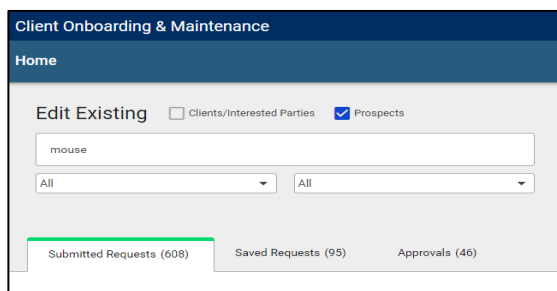 Client Onboarding & Maintenance
Home
Edit Existing Clients/Interested Parties Prospects
mouse
All All
Submitted Requests (608) Saved Requests (95) Approvals (46)